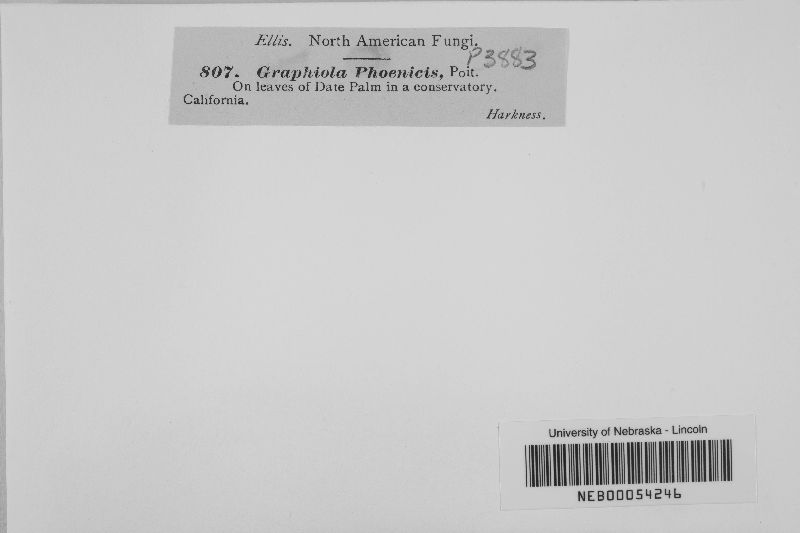 Ellis. North American Fungi.
P3883
807. Graphiola Phoenicis, Poit.
On leaves of Date Palm in a conservatory.
California.
Harkness.
University of Nebraska - Lincoln
NEB00054246